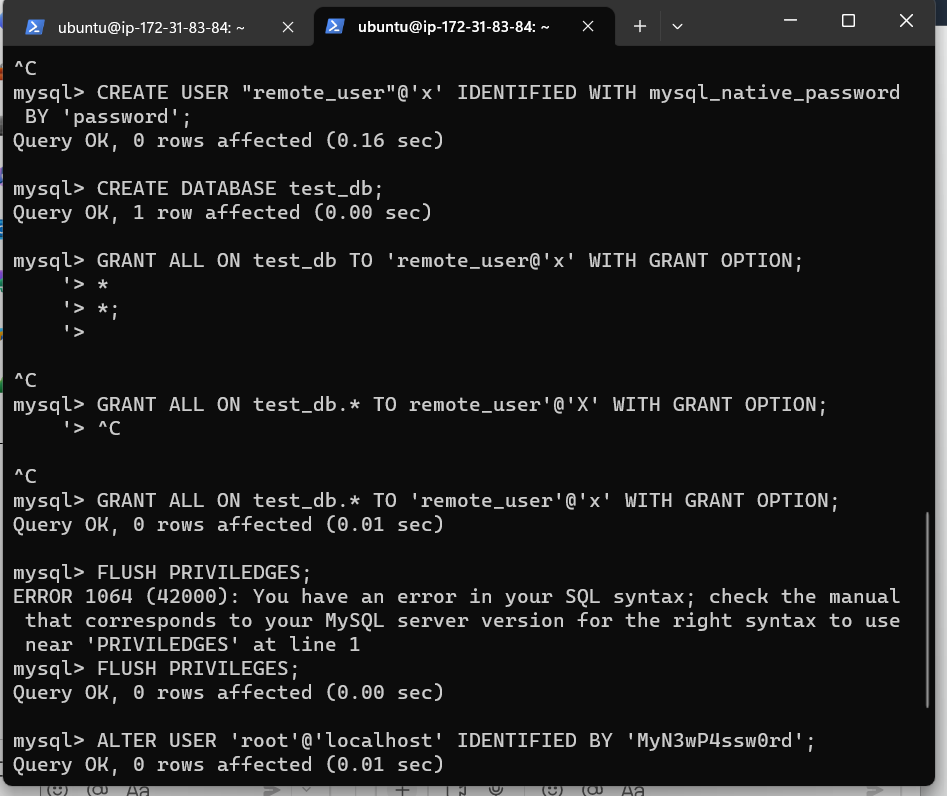 ubuntu@ip-172-31-83-84: ~
ubuntu@ip-172-31-83-84: ~
^C
mysql> CREATE USER "remote_user"@'x' IDENTIFIED WITH mysql_native_password
 BY 'password';
Query OK, 0 rows affected (0.16 sec)
mysql> CREATE DATABASE test_db;
Query OK, 1 row affected (0.00 sec)
mysql> GRANT ALL ON test_db TO 'remote_user@'x' WITH GRANT OPTION;
    '> *
    '> *;
    '>
^C
mysql> GRANT ALL ON test_db.* TO remote_user'@'X' WITH GRANT OPTION;
    '> ^C
^C
mysql> GRANT ALL ON test_db.* TO 'remote_user'@'x' WITH GRANT OPTION;
Query OK, 0 rows affected (0.01 sec)
mysql> FLUSH PRIVILEDGES;
ERROR 1064 (42000): You have an error in your SQL syntax; check the manual
 that corresponds to your MySQL server version for the right syntax to use
 near 'PRIVILEDGES' at line 1
mysql> FLUSH PRIVILEGES;
Query OK, 0 rows affected (0.00 sec)
mysql> ALTER USER 'root'@'localhost' IDENTIFIED BY 'MyN3wP4ssw0rd';
Query OK, 0 rows affected (0.01 sec)
@ Aa @ Aa